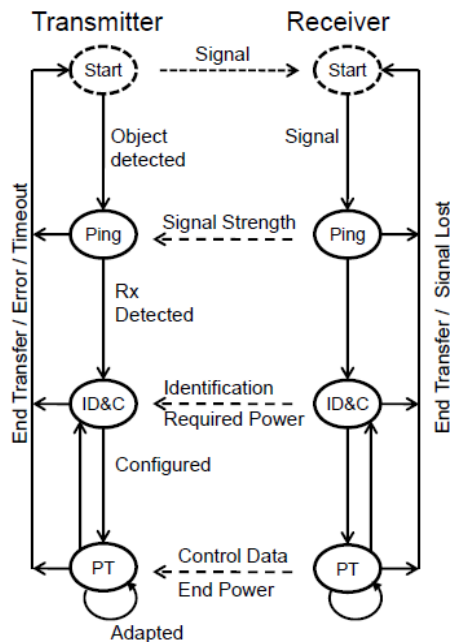 Transmitter
Receiver
Start
Signal
Start
Object
detected
Signal
Ping
Signal Strength
Ping
Rx
Detected
End Transfer / Error / Timeout
End Transfer / Signal Lost
ID&C
Identification
Required Power
ID&C
Configured
PT
Control Data
End Power
PT
Adapted